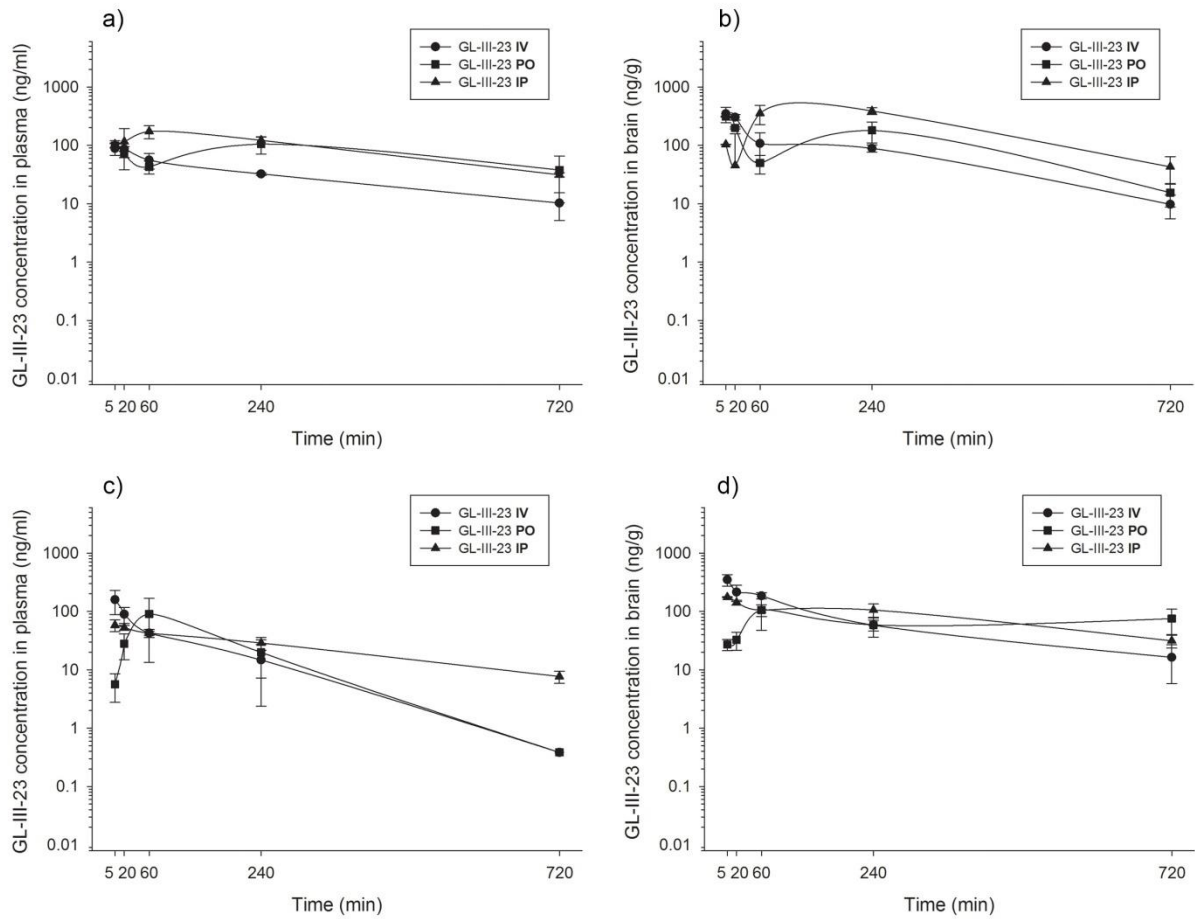 a)
GL-III-23 concentration in plasma (ng/ml)
1000
100
10
1
0.1
0.01
GL-III-23 IV
GL-III-23 PO
GL-III-23 IP
5 20 60 240 720
Time (min)
b)
GL-III-23 concentration in brain (ng/g)
1000
100
10
1
0.1
0.01
GL-III-23 IV
GL-III-23 PO
GL-III-23 IP
5 20 60 240 720
Time (min)
c)
GL-III-23 concentration in plasma (ng/ml)
1000
100
10
1
0.1
0.01
GL-III-23 IV
GL-III-23 PO
GL-III-23 IP
5 20 60 240 720
Time (min)
d)
GL-III-23 concentration in brain (ng/g)
1000
100
10
1
0.1
0.01
GL-III-23 IV
GL-III-23 PO
GL-III-23 IP
5 20 60 240 720
Time (min)